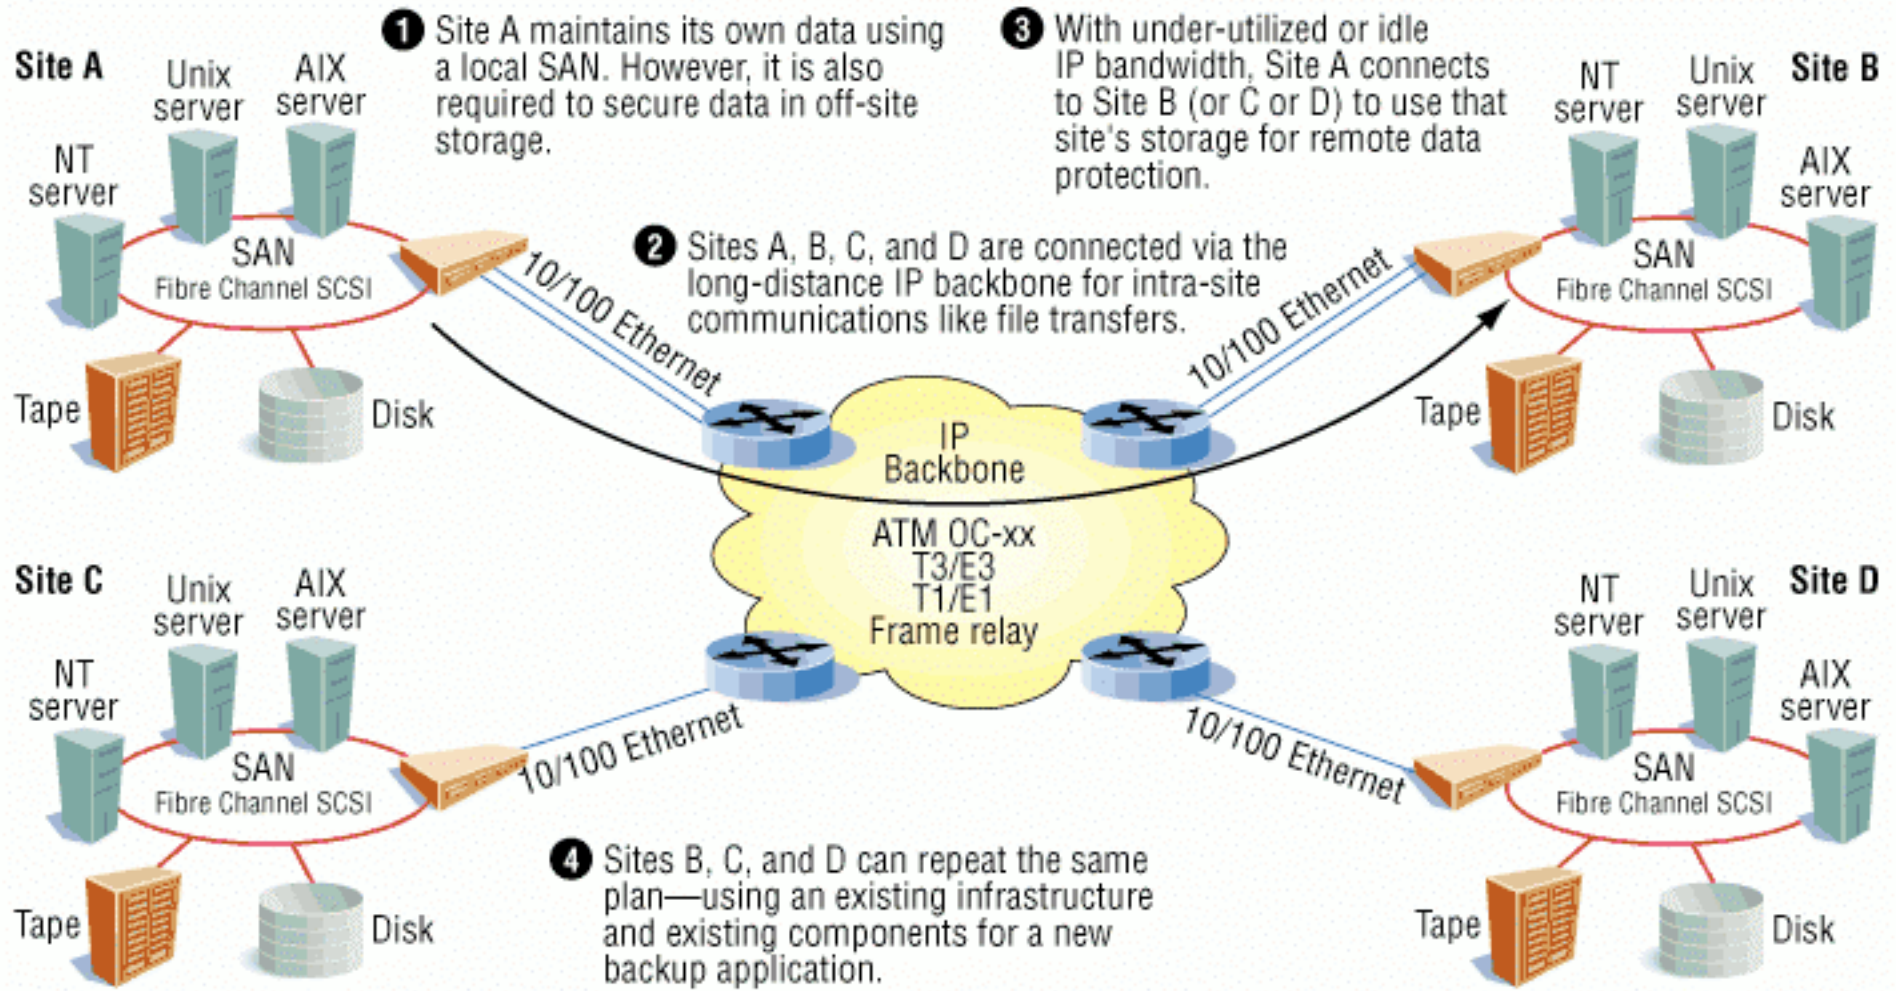 1 Site A maintains its own data using
a local SAN. However, it is also
required to secure data in off-site
storage.
3 With under-utilized or idle
IP bandwidth, Site A connects
to Site B (or C or D) to use that
site's storage for remote data
protection.
2 Sites A, B, C, and D are connected via the
long-distance IP backbone for intra-site
communications like file transfers.
Site A
Unix
server
AIX
server
NT
server
SAN
Fibre Channel SCSI
Tape
Disk
10/100 Ethernet
Site B
NT
server
Unix
server
AIX
server
SAN
Fibre Channel SCSI
Tape
Disk
10/100 Ethernet
IP
Backbone
ATM OC-xx
T3/E3
T1/E1
Frame relay
Site C
Unix
server
AIX
server
NT
server
SAN
Fibre Channel SCSI
Tape
Disk
10/100 Ethernet
Site D
NT
server
Unix
server
AIX
server
SAN
Fibre Channel SCSI
Tape
Disk
10/100 Ethernet
4 Sites B, C, and D can repeat the same
plan—using an existing infrastructure
and existing components for a new
backup application.